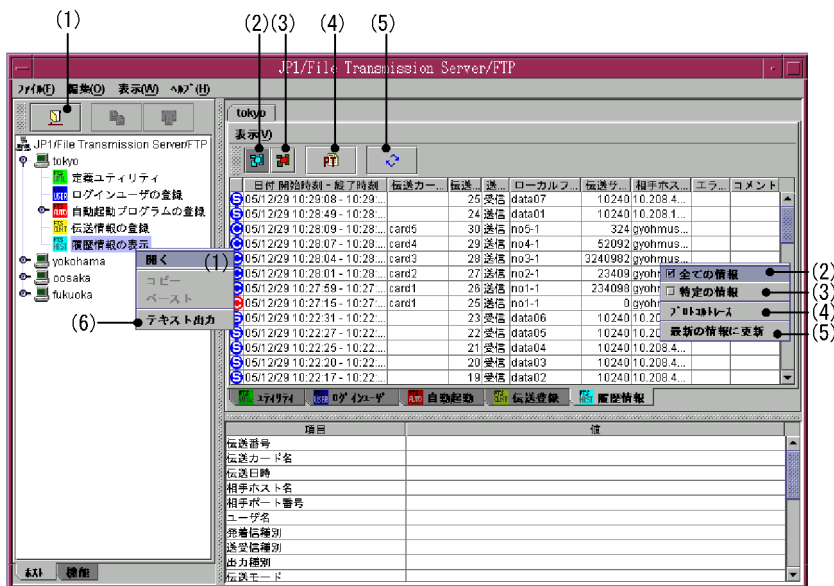 (1)
(2)(3)
(4)
(5)
JP1/File Transmission Server/FTP
ファイル(F) 編集(O) 表示(W) ヘルプ(H)
JP1/File Transmission Server/FTP
tokyo
定義ユティリティ
ログインユーザの登録
自動起動プログラムの登録
伝送情報の登録
履歴情報の表示
yokohama
oosaka
fukuoka
開く (1)
コピー
ペースト
テキスト出力
(6)
ホスト 機能
tokyo
表示(V)
日付 開始時刻 - 終了時刻 伝送カー... 伝送... 送... ローカルフ... 伝送サ... 相手ホス... エラ... コメント
S 05/12/29 10:29:08 - 10:29:... 25 受信 data07 10240 10.208.4...
S 05/12/29 10:28:49 - 10:28:... 24 送信 data01 10240 10.208.1...
C 05/12/29 10:28:09 - 10:28:... card5 30 送信 no5-1 324 gyohmus...
C 05/12/29 10:28:07 - 10:28:... card4 29 送信 no4-1 52092 gyohmus...
C 05/12/29 10:28:04 - 10:28:... card3 28 送信 no3-1 3240982 gyohmus...
C 05/12/29 10:28:01 - 10:28:... card2 27 送信 no2-1 23409
C 05/12/29 10:27:59 - 10:27:... card1 26 送信 no1-1 234098
C 05/12/29 10:27:15 - 10:27:... card1 25 送信 no1-1 0
S 05/12/29 10:22:31 - 10:22:... 23 受信 data06 10240
S 05/12/29 10:22:27 - 10:22:... 22 受信 data05 10240
S 05/12/29 10:22:25 - 10:22:... 21 受信 data04 10240 10.208.4...
S 05/12/29 10:22:20 - 10:22:... 20 受信 data03 10240 10.208.4...
S 05/12/29 10:22:17 - 10:22:... 19 受信 data02 10240 10.208.4...
全ての情報 (2)
特定の情報 (3)
プロトコルトレース (4)
最新の情報に更新 (5)
ユティリティ ログインユーザ 自動起動 伝送登録 履歴情報
項目 値
伝送番号
伝送カード名
伝送日時
相手ホスト名
相手ポート番号
ユーザ名
発着信種別
送受信種別
出力種別
伝送モード